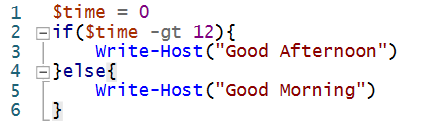 1 $time = 0
2 if($time -gt 12){
3 Write-Host("Good Afternoon")
4 }else{
5 Write-Host("Good Morning")
6 }